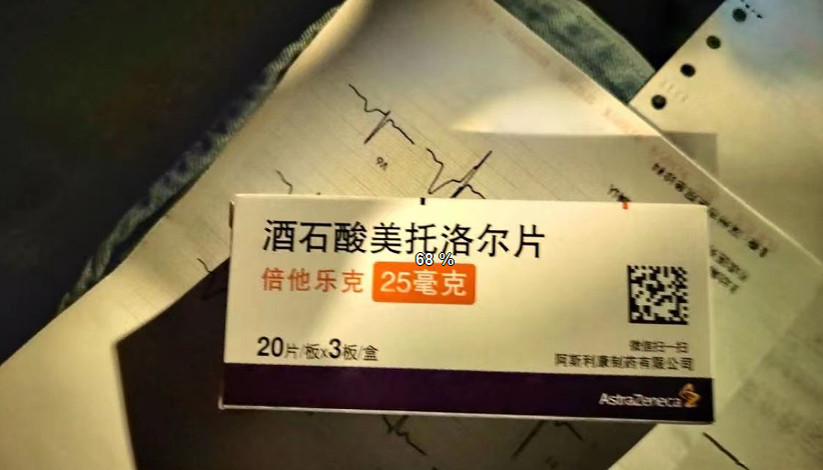 酒石酸美托洛尔片
68 %
倍他乐克 25毫克
20片/板x3板/盒
微信扫一扫
阿斯利康制药有限公司
AstraZeneca